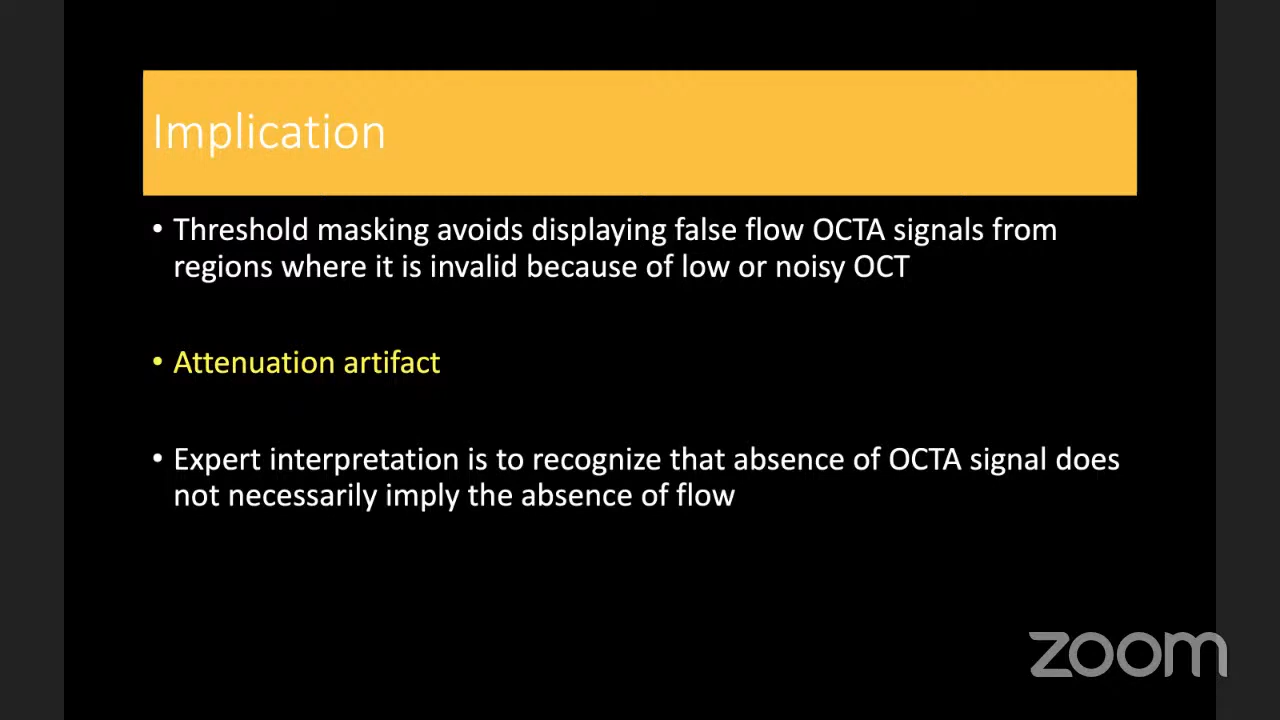 Implication
• Threshold masking avoids displaying false flow OCTA signals from
regions where it is invalid because of low or noisy OCT
• Attenuation artifact
• Expert interpretation is to recognize that absence of OCTA signal does
not necessarily imply the absence of flow
zoom